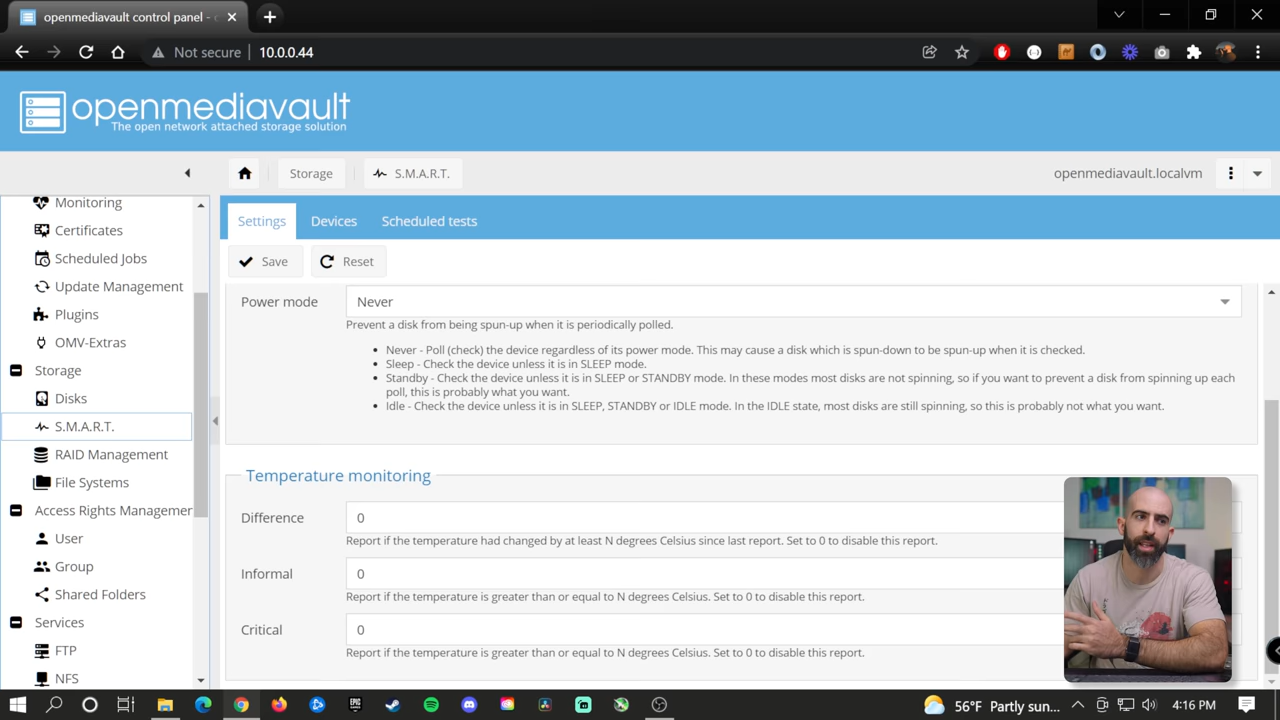 openmediavault control panel - 
Not secure
10.0.0.44
openmediavault
The open network attached storage solution
Storage
S.M.A.R.T.
openmediavault.localvm
Monitoring
Certificates
Scheduled Jobs
Update Management
Plugins
OMV-Extras
Storage
Disks
S.M.A.R.T.
RAID Management
File Systems
Access Rights Managemer
User
Group
Shared Folders
Services
FTP
NFS
Settings
Devices
Scheduled tests
Save
Reset
Power mode
Never
Prevent a disk from being spun-up when it is periodically polled.
• Never - Poll (check) the device regardless of its power mode. This may cause a disk which is spun-down to be spun-up when it is checked.
• Sleep - Check the device unless it is in SLEEP mode.
• Standby - Check the device unless it is in SLEEP or STANDBY mode. In these modes most disks are not spinning, so if you want to prevent a disk from spinning up each
poll, this is probably what you want.
• Idle - Check the device unless it is in SLEEP, STANDBY or IDLE mode. In the IDLE state, most disks are still spinning, so this is probably not what you want.
Temperature monitoring
Difference
0
Report if the temperature had changed by at least N degrees Celsius since last report. Set to 0 to disable this report.
Informal
0
Report if the temperature is greater than or equal to N degrees Celsius. Set to 0 to disable this report.
Critical
0
Report if the temperature is greater than or equal to N degrees Celsius. Set to 0 to disable this report.
56°F Partly sun...
4:16 PM